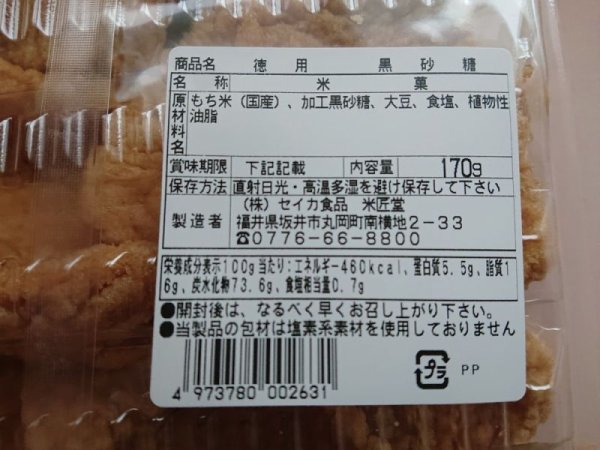 商品名 徳用 黒砂糖
名称 米菓
原材料名 もち米(国産)、加工黒砂糖、大豆、食塩、植物性
油脂
賞味期限 下記記載 内容量 170g
保存方法 直射日光・高温多湿を避け保存して下さい
製造者 (株)セイカ食品 米匠堂
福井県坂井市丸岡町南横地2-33
☎0776-66-8800
栄養成分表示100g当たり:エネルギー460kcal、蛋白質5.5g、脂質1
6g、炭水化物73.6g、食塩相当量0.7g
●開封後は、なるべく早くお召し上がり下さい。
●当製品の包材は塩素系素材を使用しておりません
4 973780 002631
プラ PP